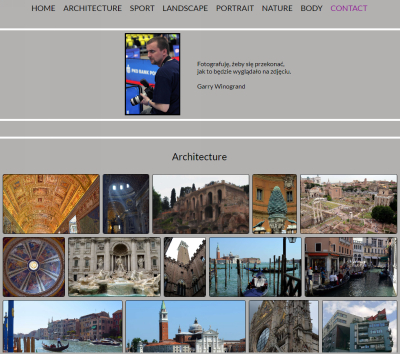 HOME ARCHITECTURE SPORT LANDSCAPE PORTRAIT NATURE BODY CONTACT
Fotografuję, żeby się przekonać,
jak to będzie wyglądało na zdjęciu.
Garry Winogrand
Architecture